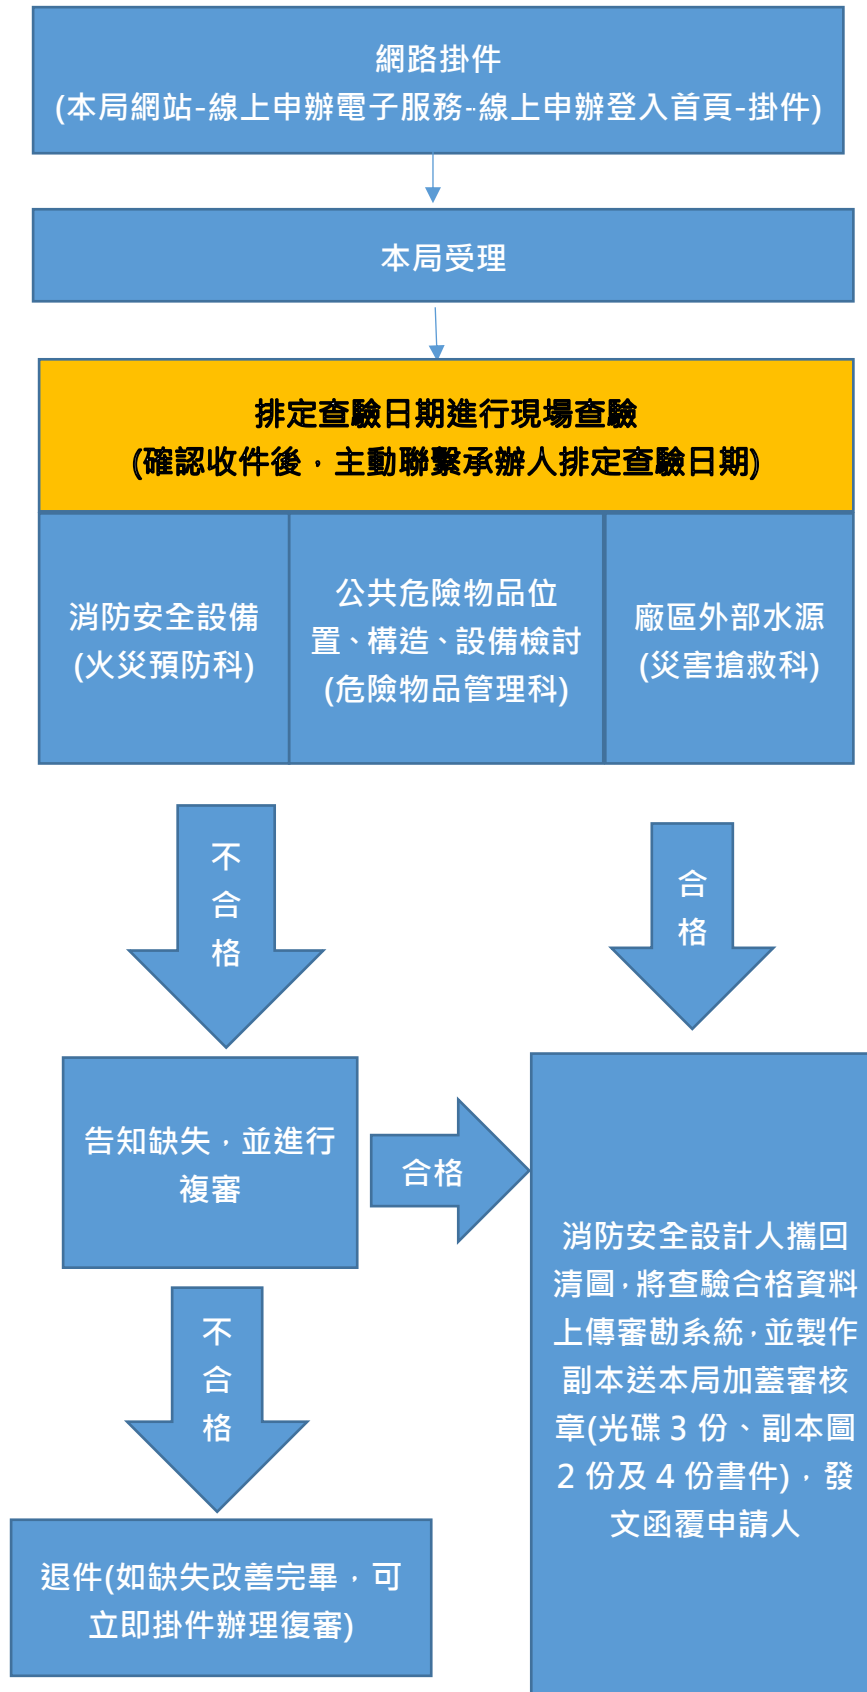 網路掛件
(本局網站-線上申辦電子服務--線上申辦登入首頁-掛件)
本局受理
排定查驗日期進行現場查驗
(確認收件後，主動聯繫承辦人排定查驗日期)
消防安全設備
(火災預防科)
公共危險物品位
置、構造、設備檢討
(危險物品管理科)
廠區外部水源
(災害搶救科)
不
合
格
合
格
告知缺失，並進行
複審
合格
消防安全設計人攜回
清圖，將查驗合格資料
上傳審勘系統，並製作
副本送本局加蓋審核
章(光碟 3 份、副本圖
2 份及 4 份書件)，發
文函覆申請人
不
合
格
退件(如缺失改善完畢，可
立即掛件辦理復審)